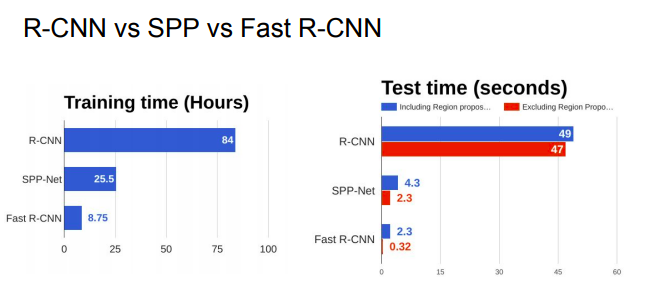 R-CNN vs SPP vs Fast R-CNN
Training time (Hours)
R-CNN 84
SPP-Net 25.5
Fast R-CNN 8.75
0 25 50 75 100
Test time (seconds)
Including Region propos... Excluding Region Propo...
R-CNN 49
47
SPP-Net 4.3
2.3
Fast R-CNN 2.3
0.32
0 15 30 45 60